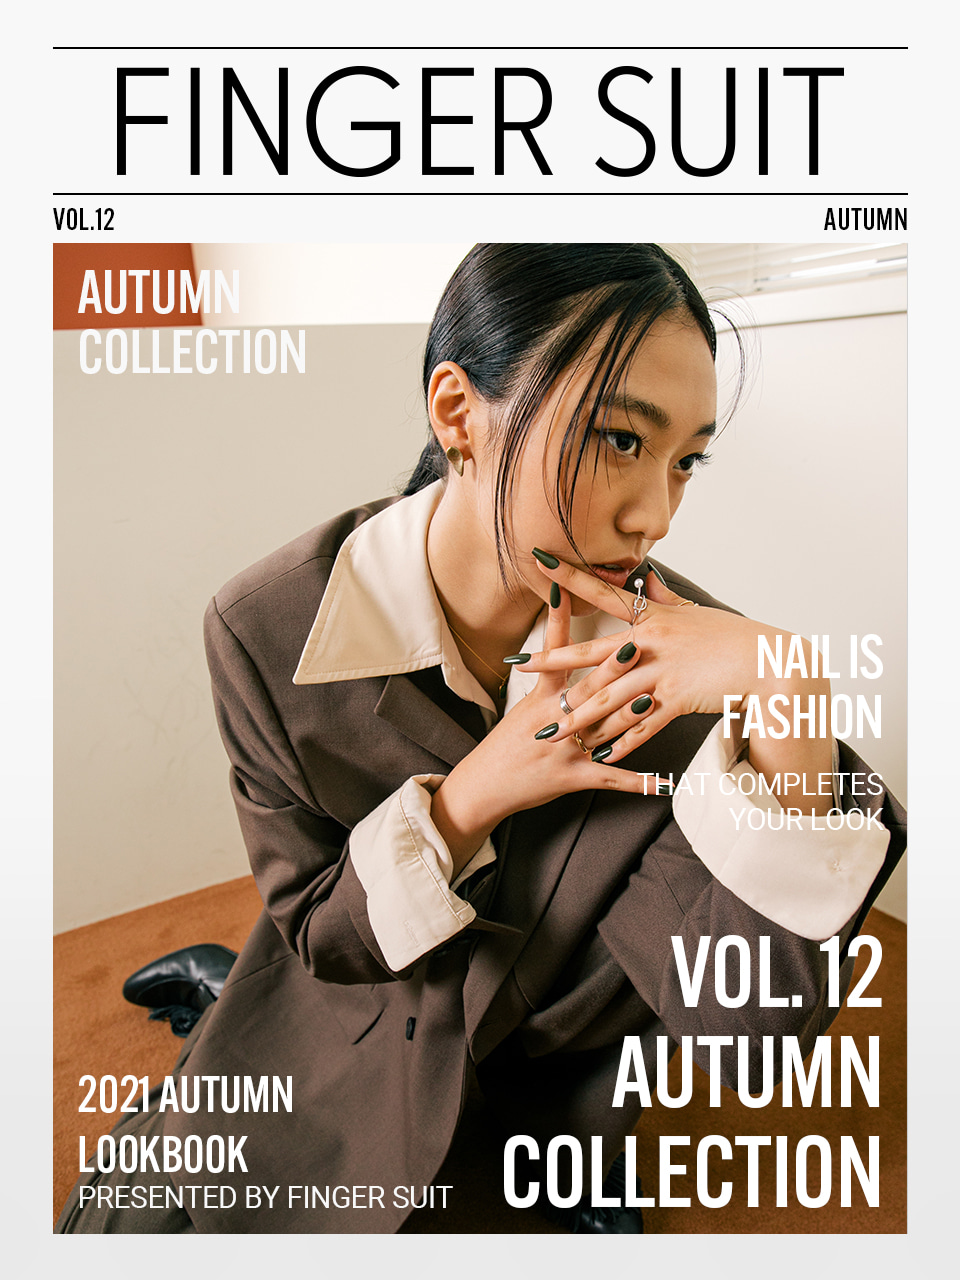 FINGER SUIT
VOL.12
AUTUMN
AUTUMN
COLLECTION
NAIL IS
FASHION
THAT COMPLETES
YOUR LOOK
VOL. 12
AUTUMN
COLLECTION
2021 AUTUMN
LOOKBOOK
PRESENTED BY FINGER SUIT